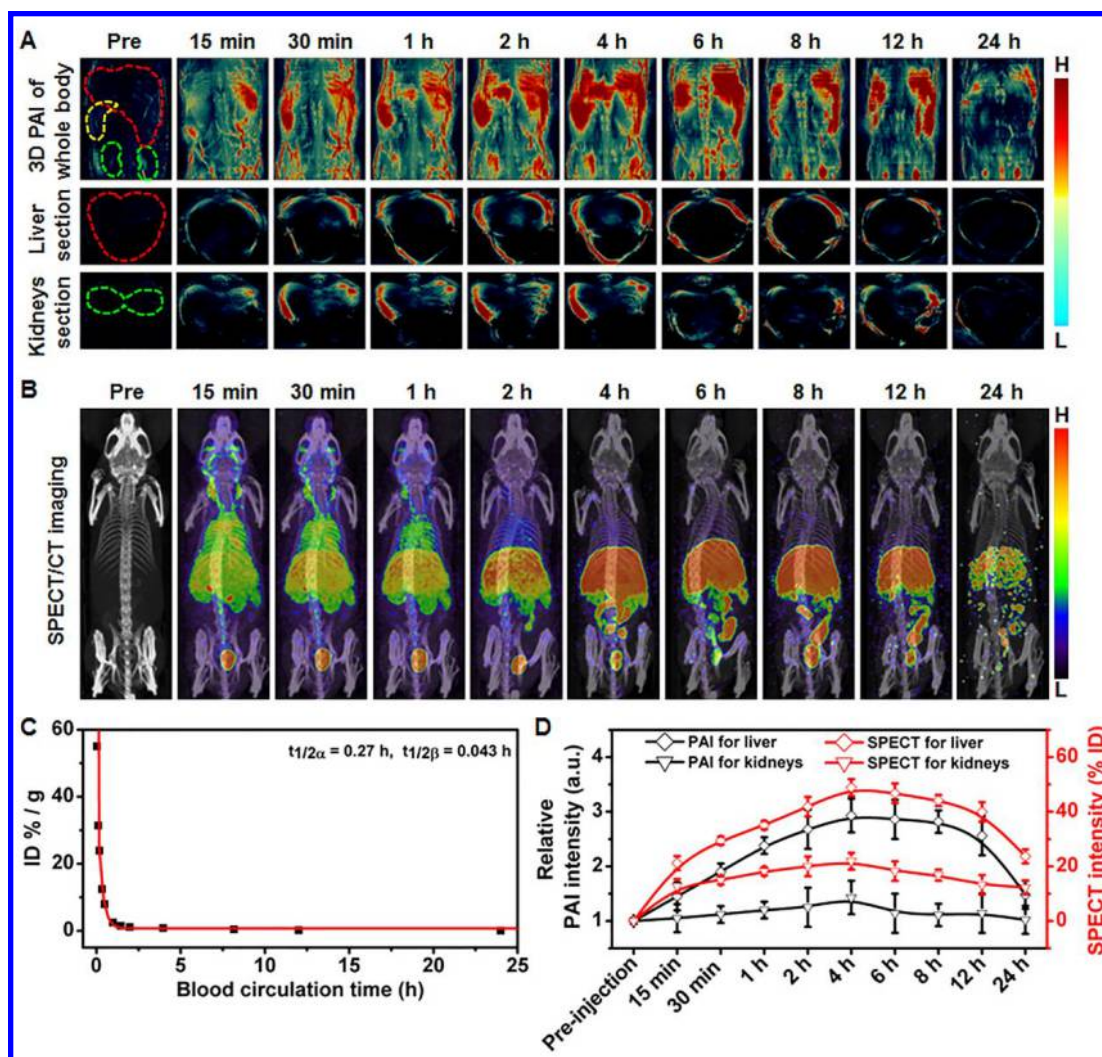 A Pre 15 min 30 min 1 h 2 h 4 h 6 h 8 h 12 h 24 h H
3D PAI of
whole body
Liver
section
Kidneys
section
L
B Pre 15 min 30 min 1 h 2 h 4 h 6 h 8 h 12 h 24 h
H
SPECT/CT imaging
L
C
60
40
20
0
ID % / g
t1/2α = 0.27 h, t1/2β = 0.043 h
0 5 10 15 20 25
Blood circulation time (h)
D
PAI for liver SPECT for liver
PAI for kidneys SPECT for kidneys
4
3
2
1
Relative
PAI intensity (a.u.)
60
40
20
0
SPECT intensity (% ID)
Pre-injection 15 min 30 min 1 h 2 h 4 h 6 h 8 h 12 h 24 h